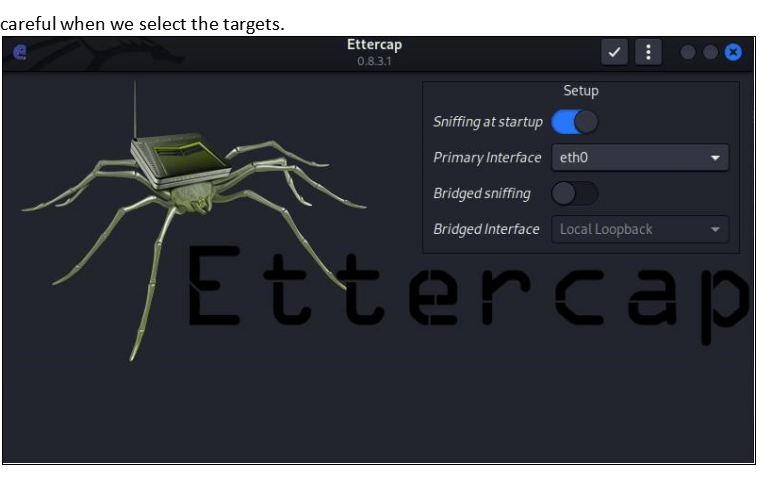 careful when we select the targets.
Ettercap
0.8.3.1
Setup
Sniffing at startup
Primary Interface eth0
Bridged sniffing
Bridged Interface Local Loopback
Ettercap